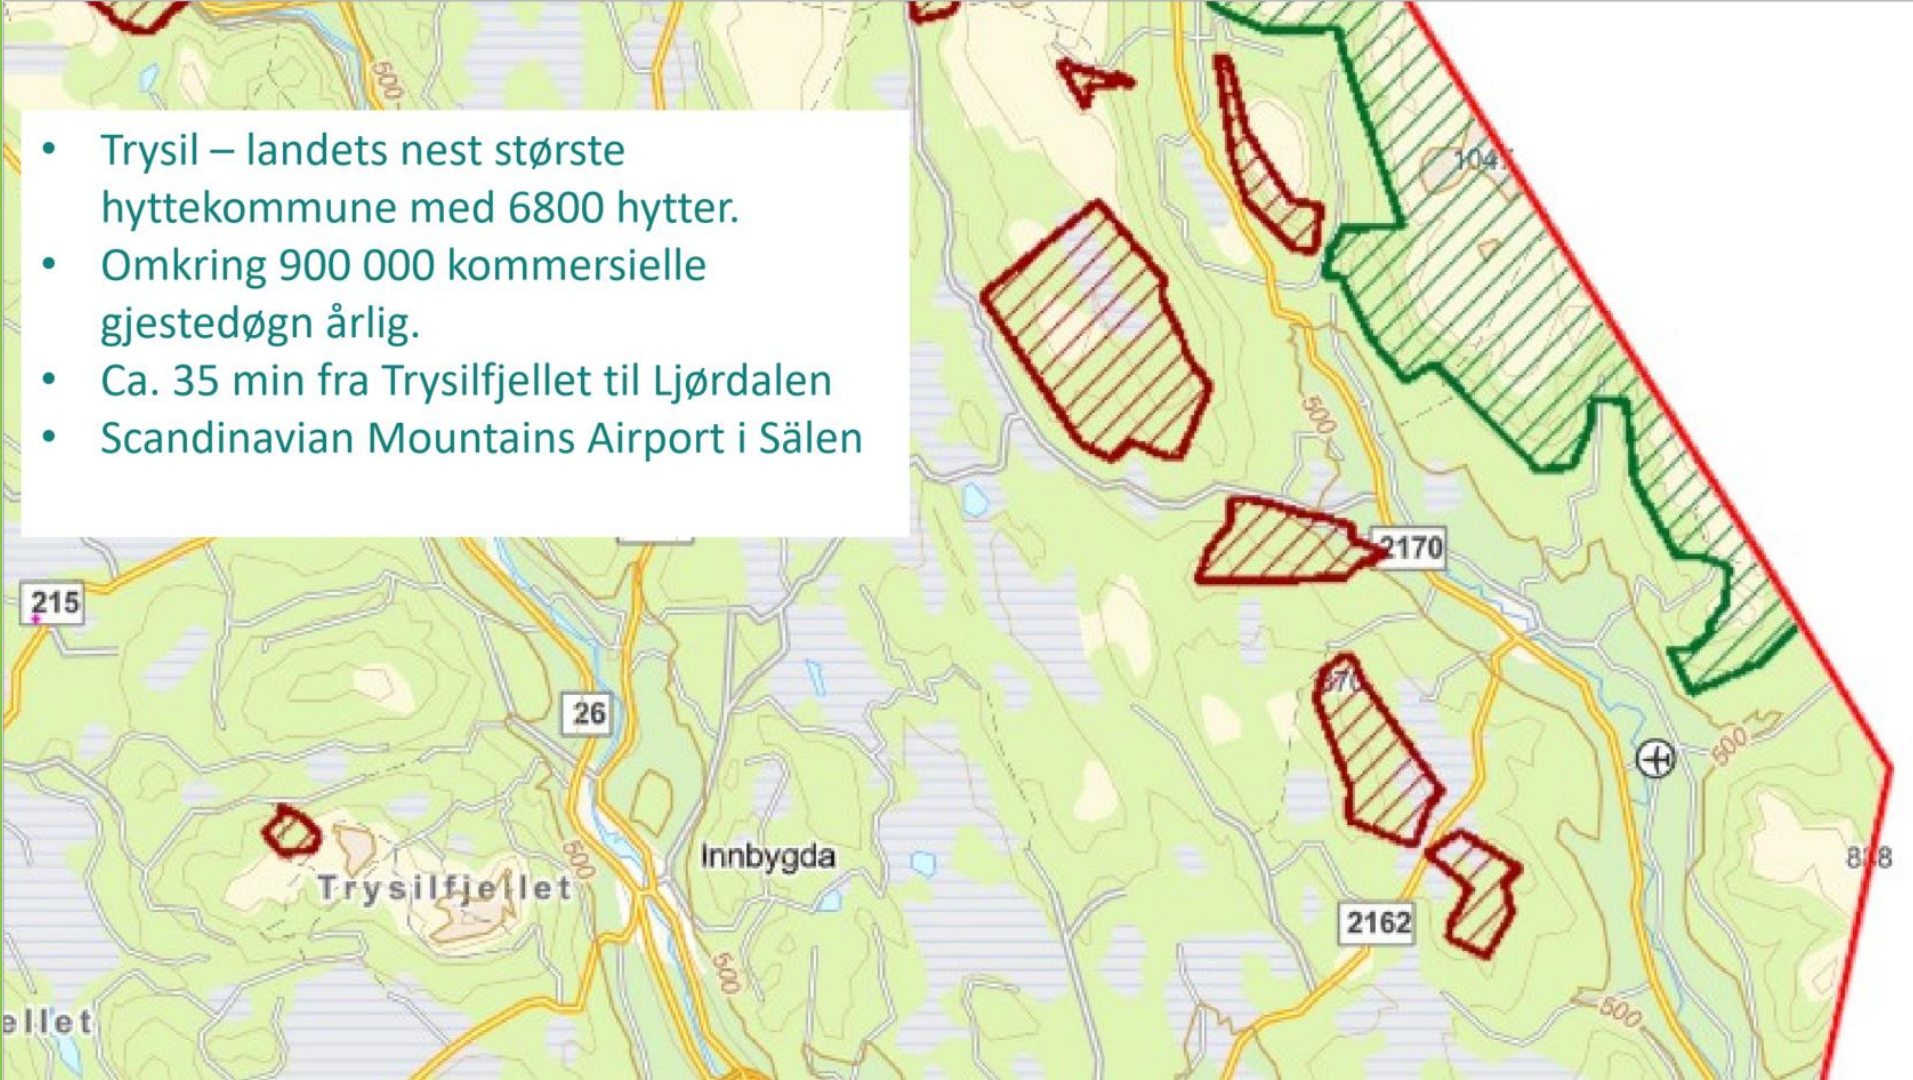 500
• Trysil – landets nest største
hyttekommune med 6800 hytter.
• Omkring 900 000 kommersielle
gjestedøgn årlig.
• Ca. 35 min fra Trysilfjellet til Ljørdalen
• Scandinavian Mountains Airport i Sälen
500
2170
215
26
500
Innbygda
500
Trysilfjellet
2162
500
500
ellet